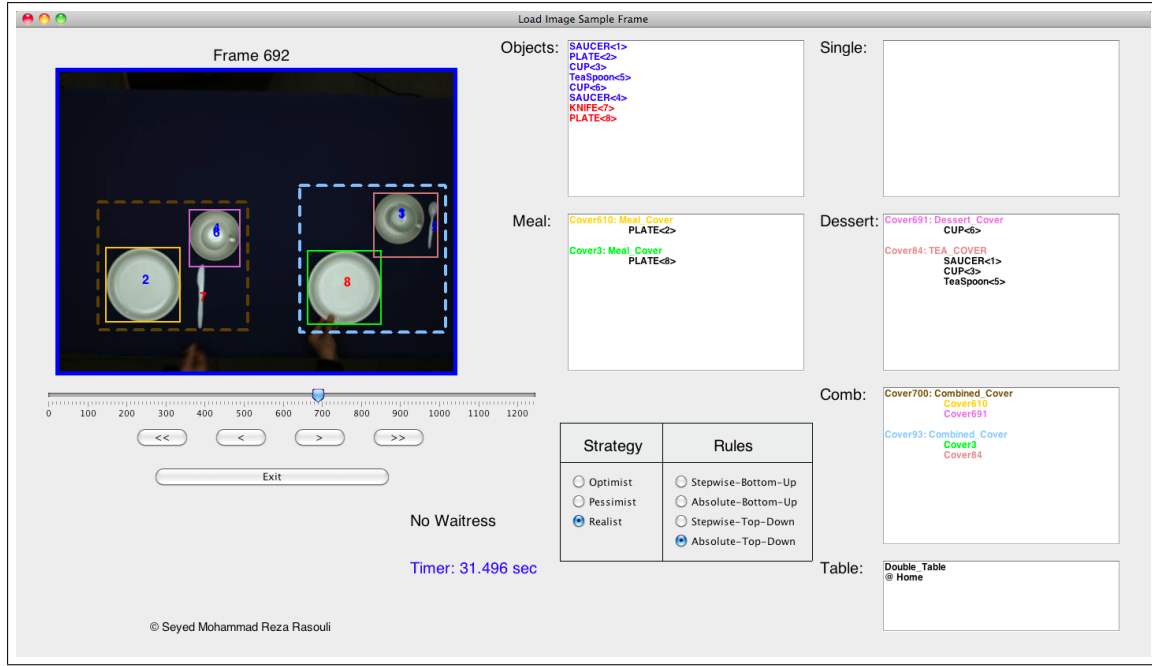 Load Image Sample Frame
Frame 692
Objects:
SAUCER<1>
PLATE<2>
CUP<3>
TeaSpoon<5>
CUP<6>
SAUCER<4>
KNIFE<7>
PLATE<8>
Single:
2
7
8
3
Meal:
Cover610: Meal_Cover
PLATE<2>
Cover3: Meal_Cover
PLATE<8>
Dessert:
Cover691: Dessert_Cover
CUP<6>
Cover84: TEA_COVER
SAUCER<1>
CUP<3>
TeaSpoon<5>
0 100 200 300 400 500 600 700 800 900 1000 1100 1200
<< < > >>
Exit
Comb:
Cover700: Combined_Cover
Cover610
Cover691
Cover93: Combined_Cover
Cover3
Cover84
Strategy Rules
Optimist Stepwise-Bottom-Up
Pessimist Absolute-Bottom-Up
Realist Stepwise-Top-Down
Absolute-Top-Down
No Waitress
Timer: 31.496 sec
Table:
Double_Table
@ Home
© Seyed Mohammad Reza Rasouli